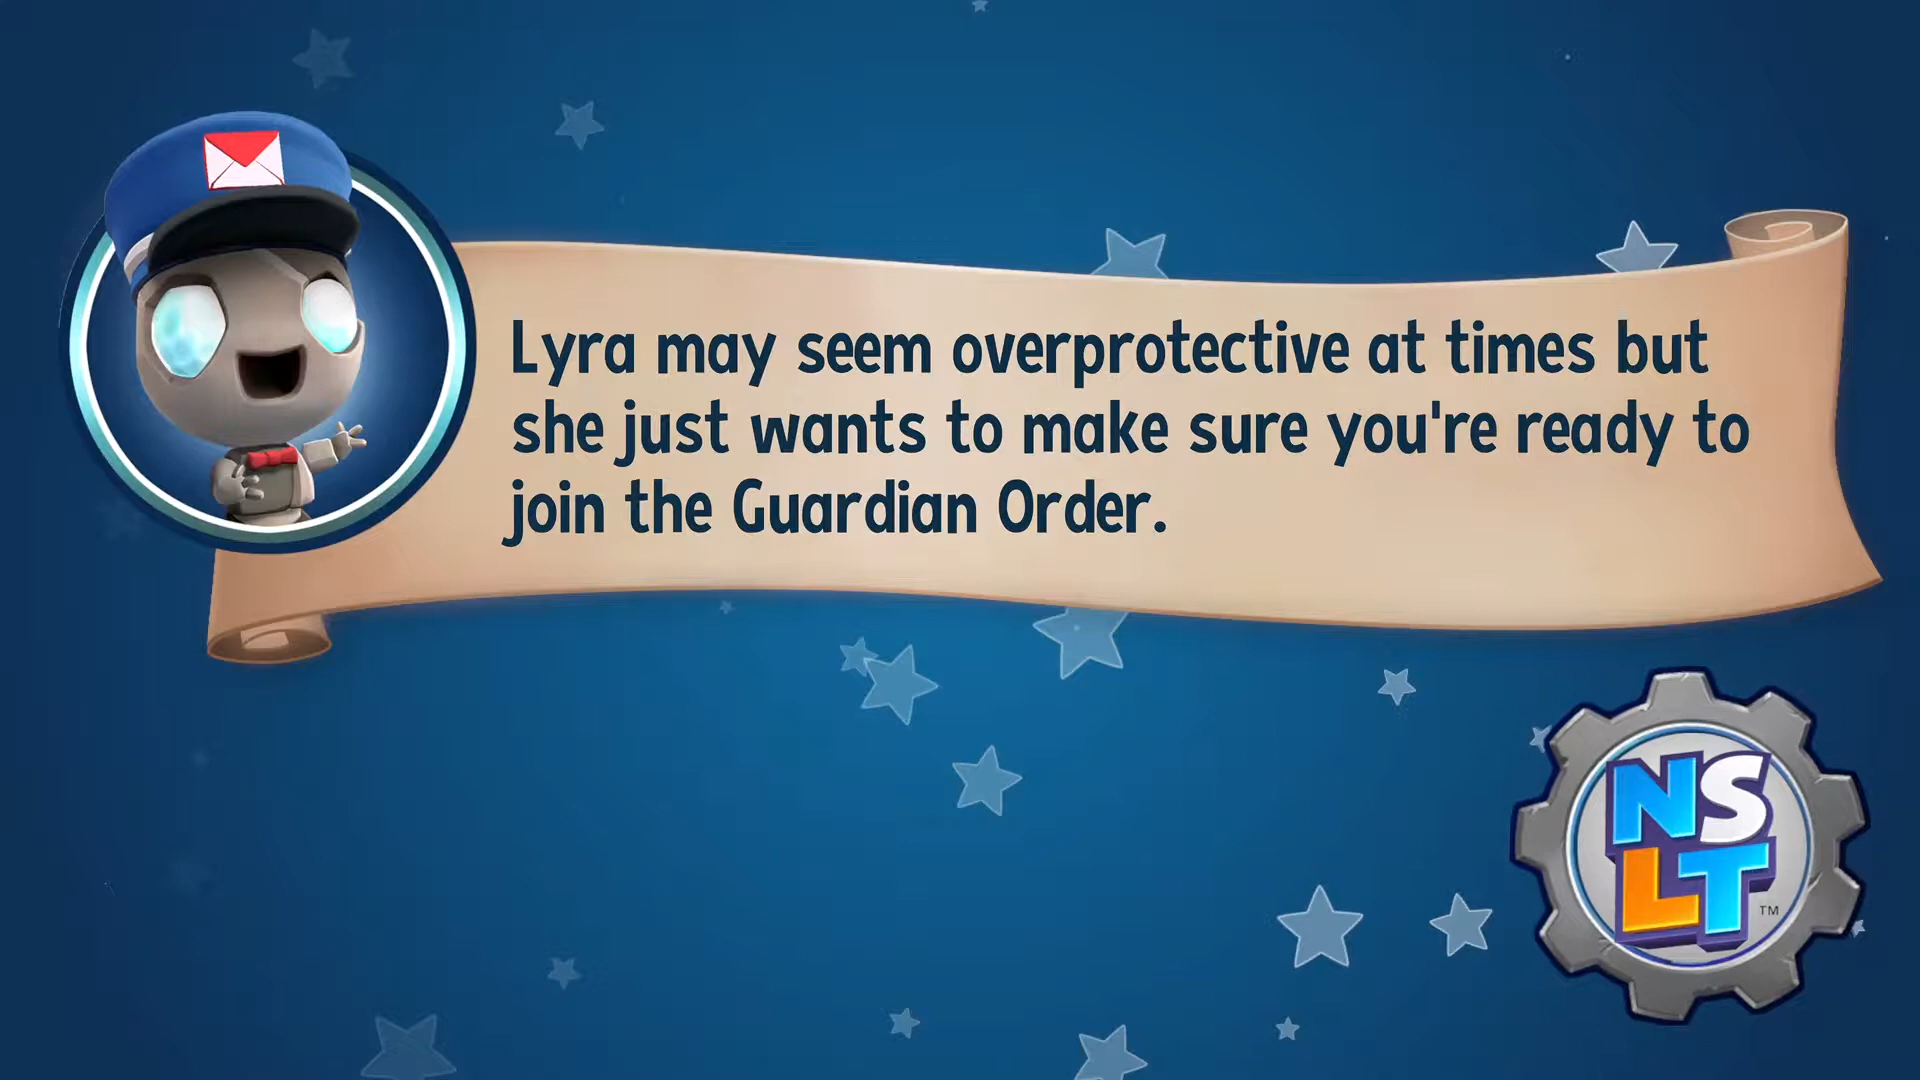 Lyra may seem overprotective at times but
she just wants to make sure you're ready to
join the Guardian Order.
NS
LT
TM